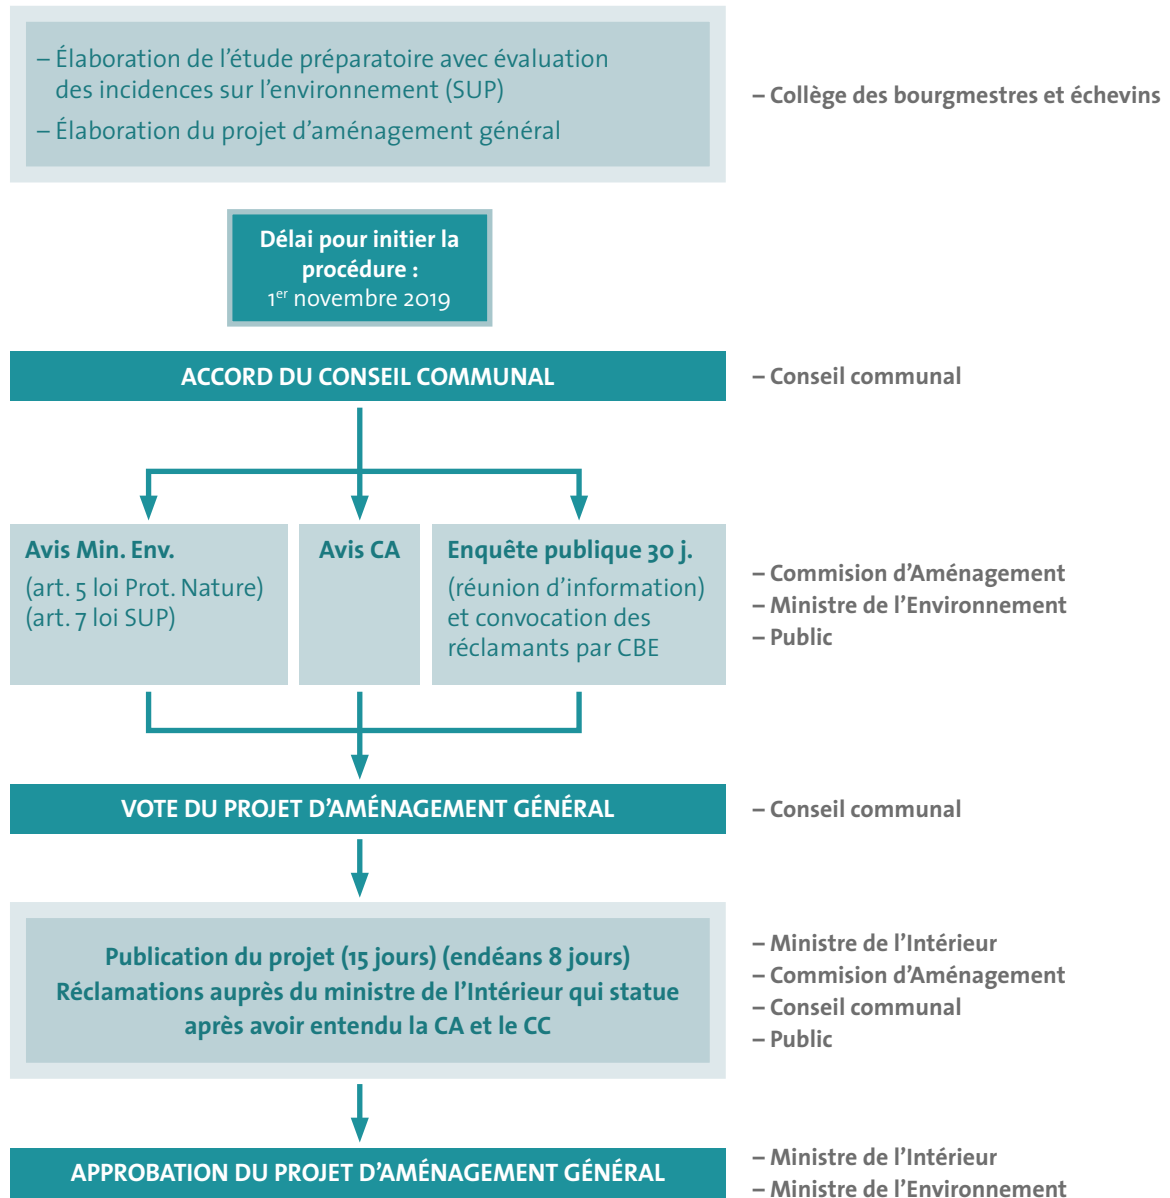 – Élaboration de l’étude préparatoire avec évaluation
des incidences sur l’environnement (SUP)
– Élaboration du projet d’aménagement général
– Collège des bourgmestres et échevins
Délai pour initier la
procédure :
1er novembre 2019
ACCORD DU CONSEIL COMMUNAL
– Conseil communal
Avis Min. Env.
(art. 5 loi Prot. Nature)
(art. 7 loi SUP)
Avis CA
Enquête publique 30 j.
(réunion d’information)
et convocation des
réclamants par CBE
– Commision d’Aménagement
– Ministre de l’Environnement
– Public
VOTE DU PROJET D’AMÉNAGEMENT GÉNÉRAL
– Conseil communal
Publication du projet (15 jours) (endéans 8 jours)
Réclamations auprès du ministre de l’Intérieur qui statue
après avoir entendu la CA et le CC
– Ministre de l’Intérieur
– Commision d’Aménagement
– Conseil communal
– Public
APPROBATION DU PROJET D’AMÉNAGEMENT GÉNÉRAL
– Ministre de l’Intérieur
– Ministre de l’Environnement